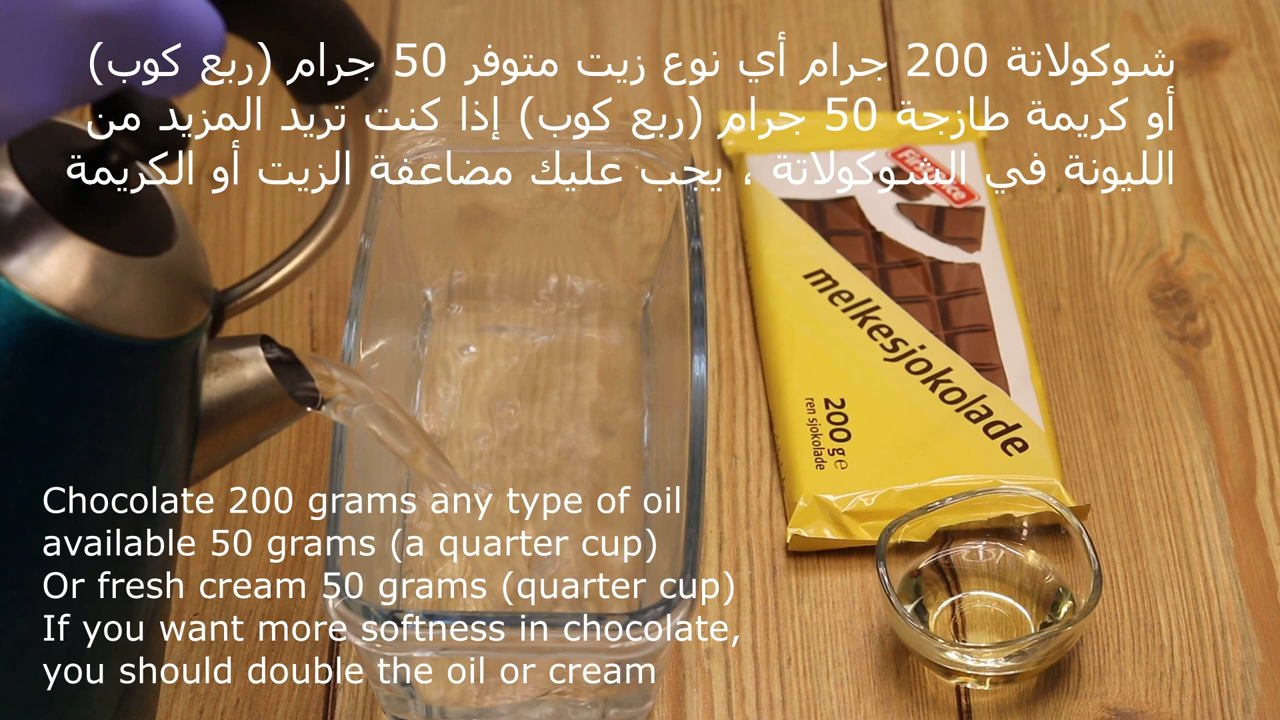 شوكولاتة 200 جرام أي نوع زيت متوفر 50 جرام (ربع كوب)
أو كريمة طازجة 50 جرام (ربع كوب) إذا كنت تريد المزيد من
الليونة في الشوكولاتة ، يجب عليك مضاعفة الزيت أو الكريمة
melkesjokolade
200 g e
ren sjokolade
Chocolate 200 grams any type of oil
available 50 grams (a quarter cup)
Or fresh cream 50 grams (quarter cup)
If you want more softness in chocolate,
you should double the oil or cream